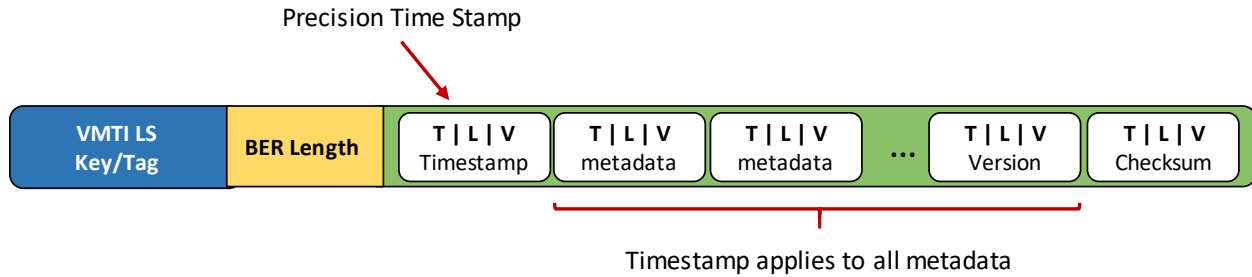 Precision Time Stamp
VMTI LS
Key/Tag
BER Length
T | L | V
Timestamp
T | L | V
metadata
T | L | V
metadata
...
T | L | V
Version
T | L | V
Checksum
Timestamp applies to all metadata